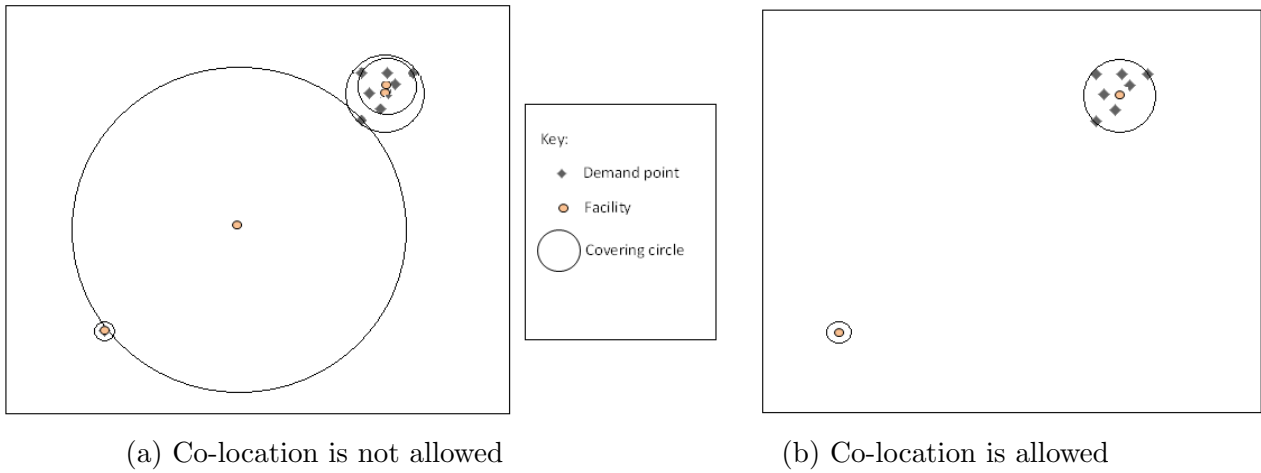 Key:
Demand point
Facility
Covering circle
(a) Co-location is not allowed
(b) Co-location is allowed